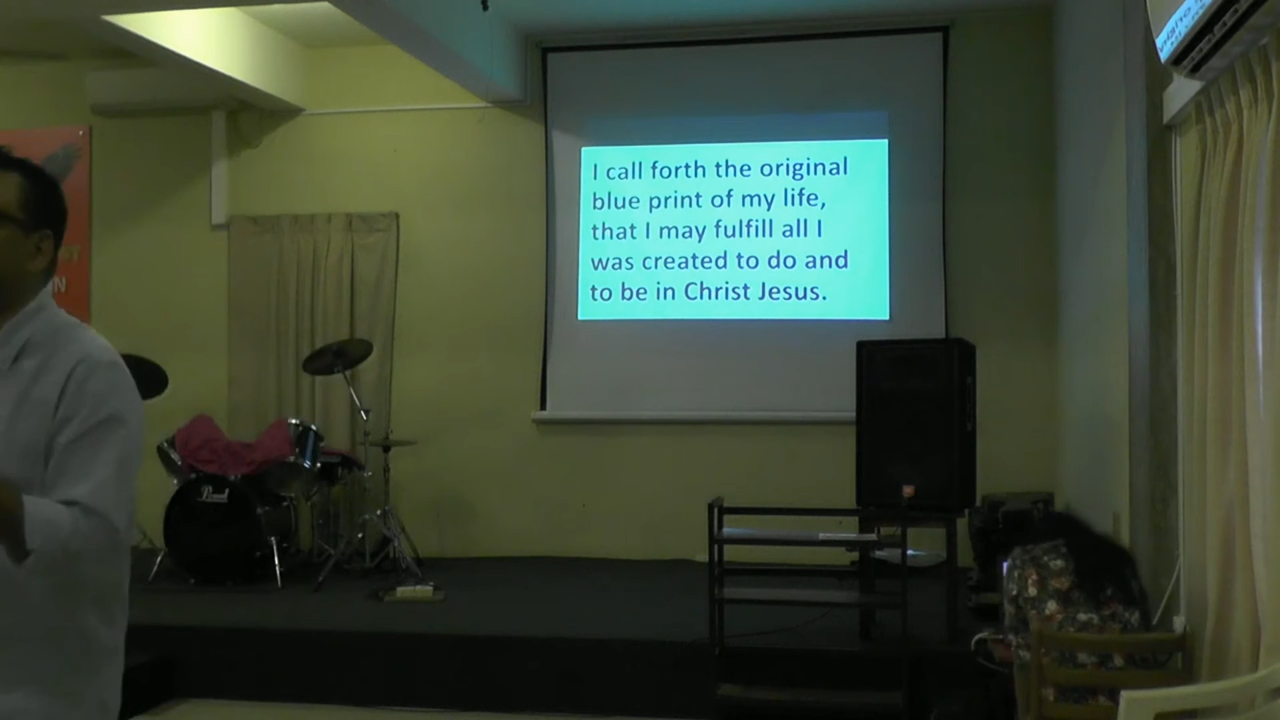 I call forth the original
blue print of my life,
that I may fulfill all I
was created to do and
to be in Christ Jesus.
Pearl